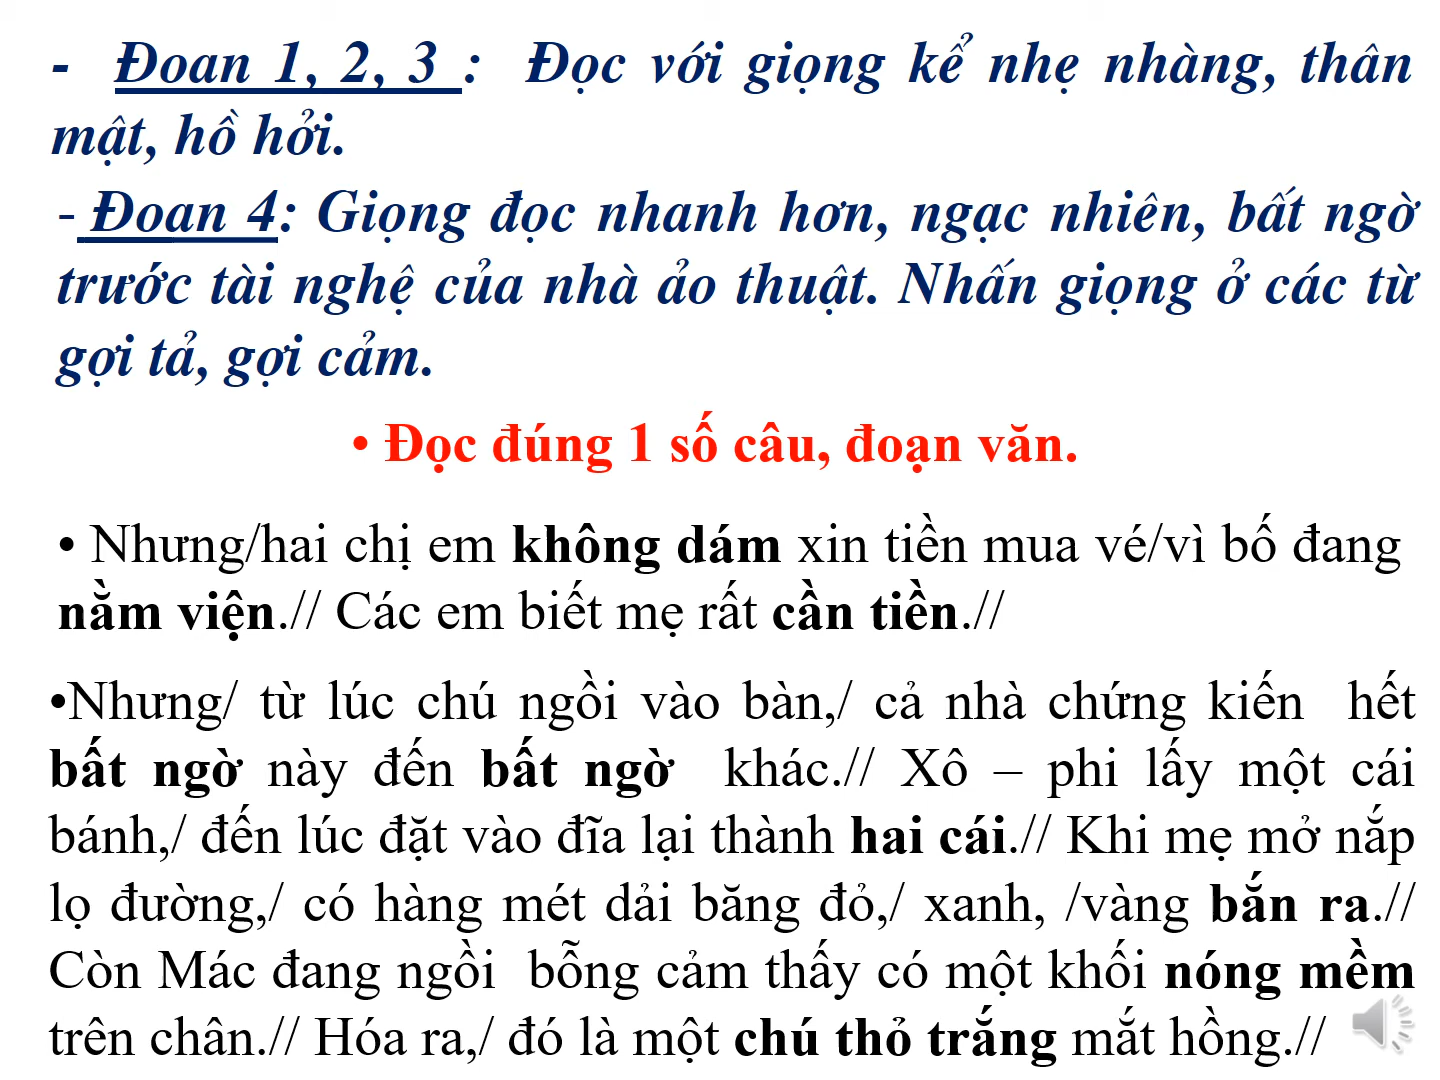 - Đoạn 1, 2, 3 : Đọc với giọng kể nhẹ nhàng, thân
mật, hồ hởi.
- Đoạn 4: Giọng đọc nhanh hơn, ngạc nhiên, bất ngờ
trước tài nghệ của nhà ảo thuật. Nhấn giọng ở các từ
gợi tả, gợi cảm.
• Đọc đúng 1 số câu, đoạn văn.
• Nhưng/hai chị em không dám xin tiền mua vé/vì bố đang
nằm viện.// Các em biết mẹ rất cần tiền.//
•Nhưng/ từ lúc chú ngồi vào bàn,/ cả nhà chứng kiến hết
bất ngờ này đến bất ngờ khác.// Xô – phi lấy một cái
bánh,/ đến lúc đặt vào đĩa lại thành hai cái.// Khi mẹ mở nắp
lọ đường,/ có hàng mét dải băng đỏ,/ xanh, /vàng bắn ra.//
Còn Mác đang ngồi bỗng cảm thấy có một khối nóng mềm
trên chân.// Hóa ra,/ đó là một chú thỏ trắng mắt hồng.//